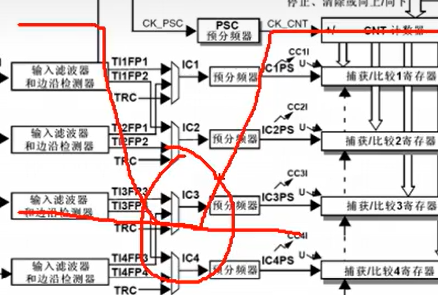 停止、清除或向上/向下
CK_PSC
PSC
预分频器
CK_CNT
+/-
CNT 计数器
CC1I
输入滤波器
和边沿检测器
TI1FP1
TI1FP2
TRC
IC1
预分频器
IC1PS
U
捕获/比较1寄存器
CC2I
输入滤波器
和边沿检测器
TI2FP1
TI2FP2
TRC
IC2
预分频器
IC2PS
U
捕获/比较2寄存器
CC3I
输入滤波器
和边沿检测器
TI3FP3
TRC
IC3
预分频器
IC3PS
U
捕获/比较3寄存器
CC4I
输入滤波器
和边沿检测器
TI4FP3
TI4FP4
TRC
IC4
预分频器
IC4PS
U
捕获/比较4寄存器